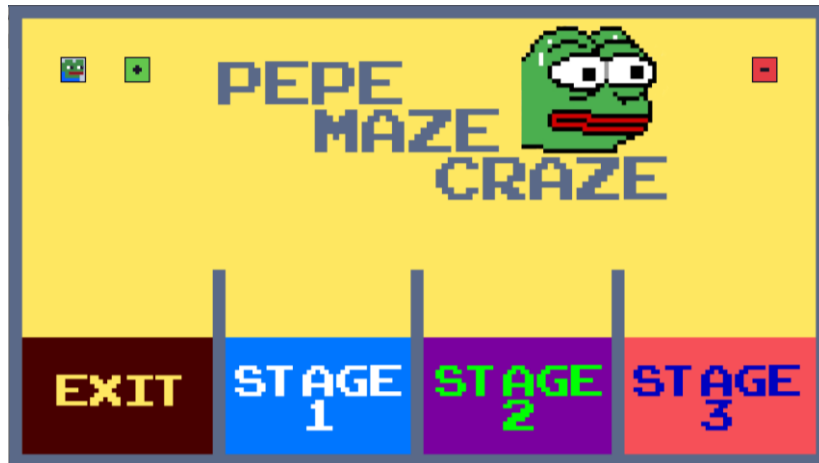 +
-
PEPE
MAZE
CRAZE
EXIT
STAGE
1
STAGE
2
STAGE
3